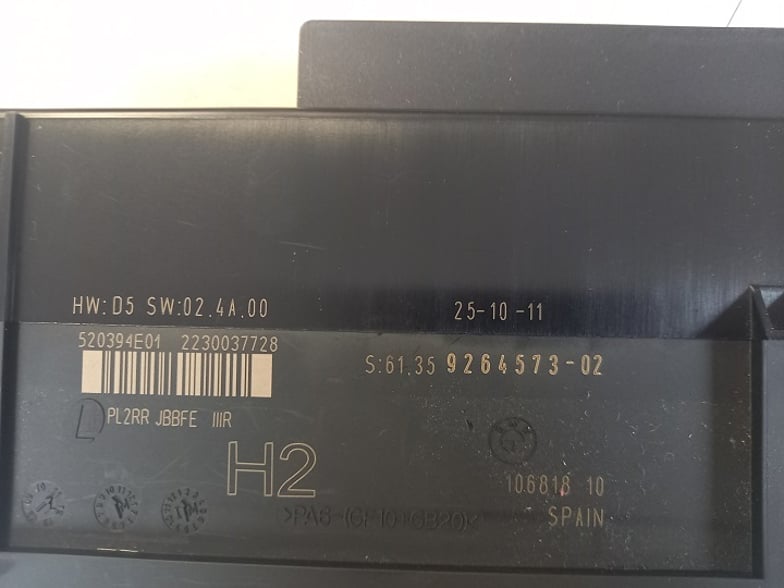 HW:D5 SW:02.4A.00
25-10-11
520394E01 2230037728
S:61.35 9264573-02
PL2RR JBBFE IIIR
H2
106818 10
SPAIN